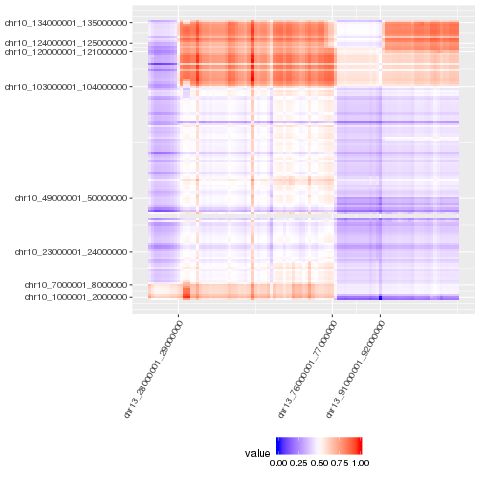 chr10_134000001_135000000
chr10_124000001_125000000
chr10_120000001_121000000
chr10_103000001_104000000
chr10_49000001_50000000
chr10_23000001_24000000
chr10_7000001_8000000
chr10_1000001_2000000
chr13_28000001_29000000
chr13_76000001_77000000
chr13_91000001_92000000
value
0.00 0.25 0.50 0.75 1.00